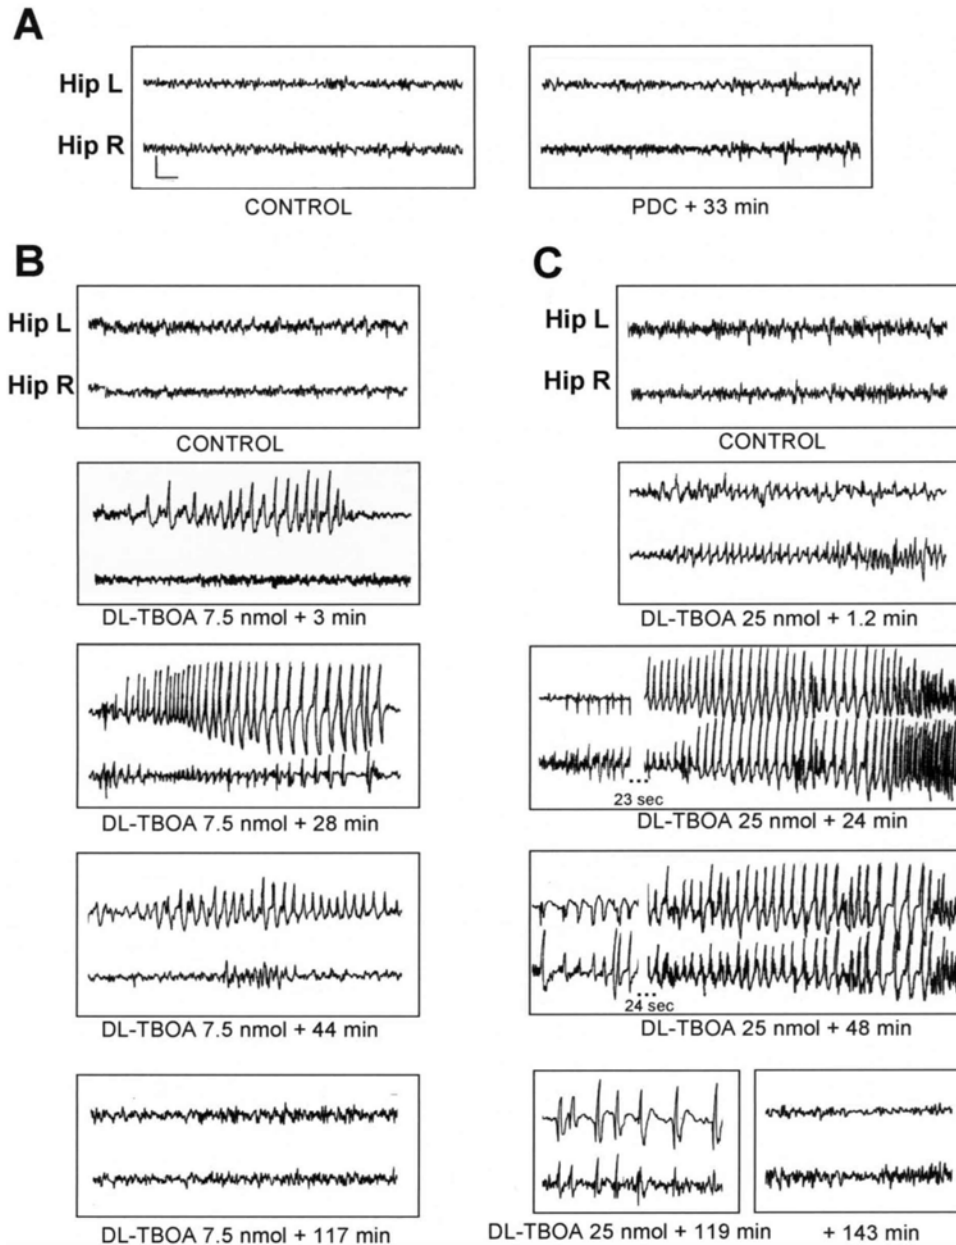 A
Hip L
Hip R
CONTROL
PDC + 33 min
B
Hip L
Hip R
CONTROL
DL-TBOA 7.5 nmol + 3 min
DL-TBOA 7.5 nmol + 28 min
DL-TBOA 7.5 nmol + 44 min
DL-TBOA 7.5 nmol + 117 min
C
Hip L
Hip R
CONTROL
DL-TBOA 25 nmol + 1.2 min
23 sec
DL-TBOA 25 nmol + 24 min
24 sec
DL-TBOA 25 nmol + 48 min
DL-TBOA 25 nmol + 119 min
+ 143 min